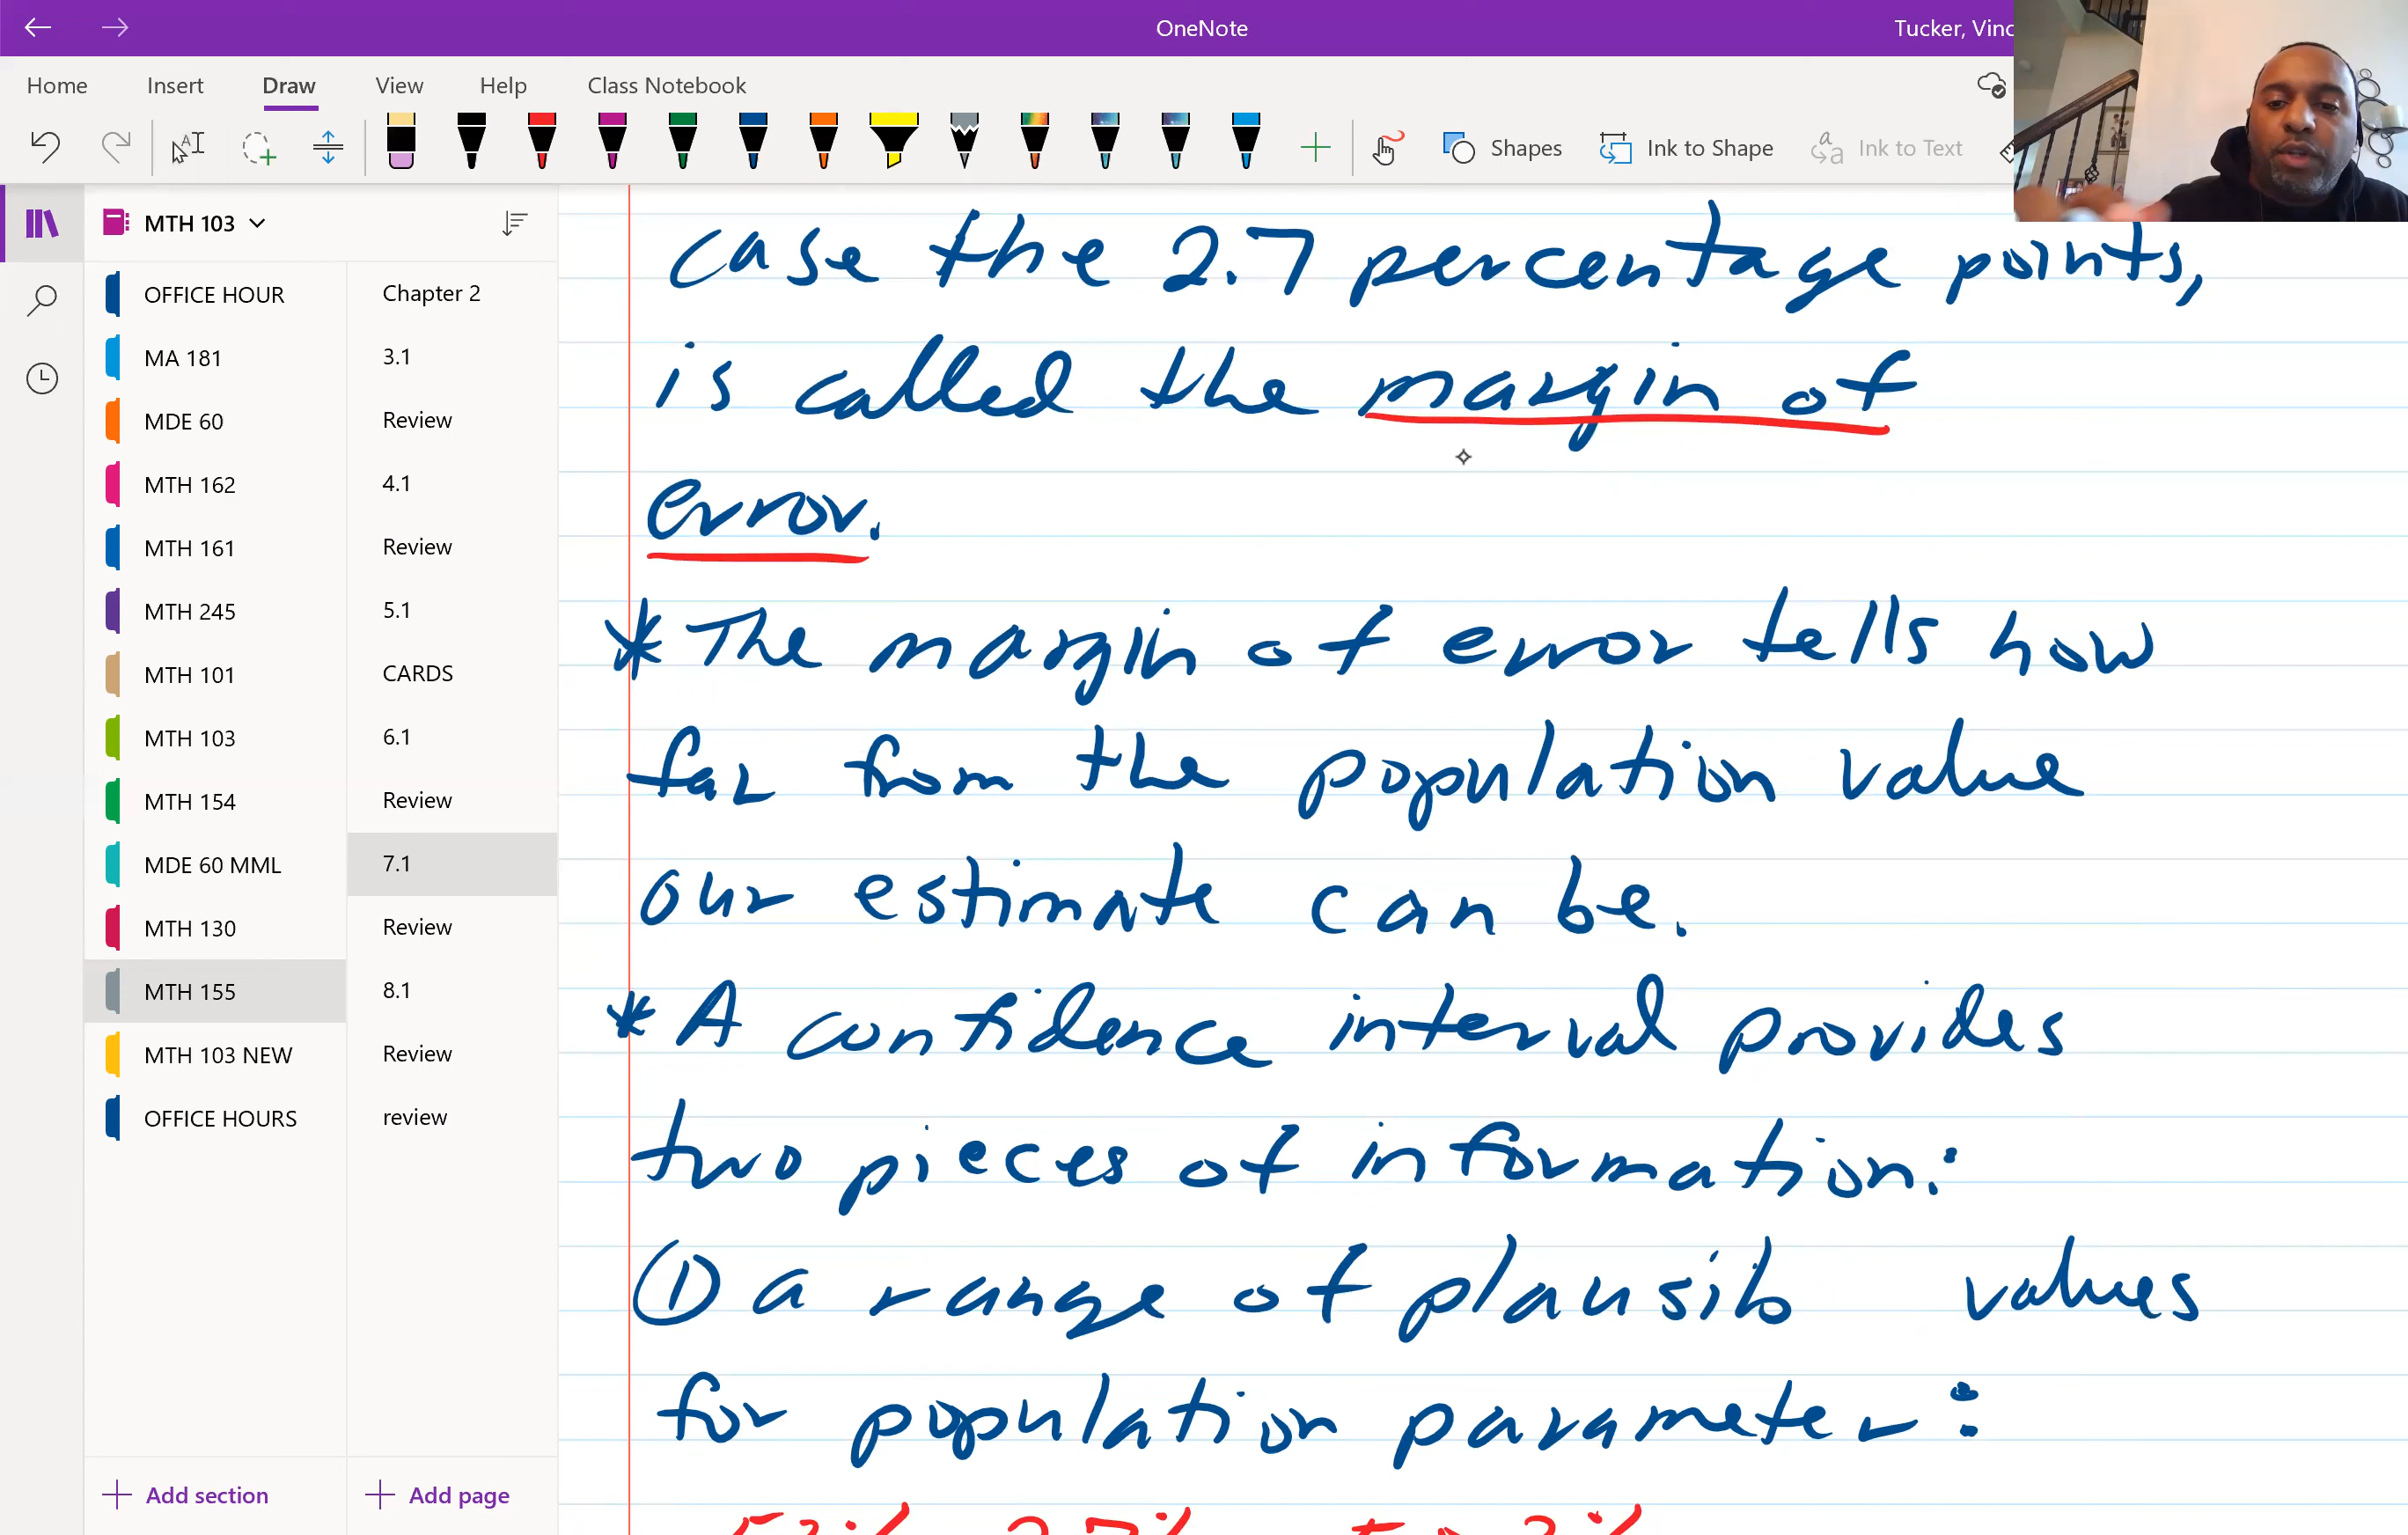 OneNote
Tucker, Vinc
Home Insert Draw View Help Class Notebook
Shapes Ink to Shape Ink to Text
MTH 103
OFFICE HOUR
MA 181
MDE 60
MTH 162
MTH 161
MTH 245
MTH 101
MTH 103
MTH 154
MDE 60 MML
MTH 130
MTH 155
MTH 103 NEW
OFFICE HOURS
Add section
Chapter 2
3.1
Review
4.1
Review
5.1
CARDS
6.1
Review
7.1
Review
8.1
Review
review
Add page
case the 2.7 percentage points,
is called the margin of
error.
* The margin of error tells how
far from the population value
our estimate can be.
* A confidence interval provides
two pieces of information:
① a range of plausib values
for population parameter: